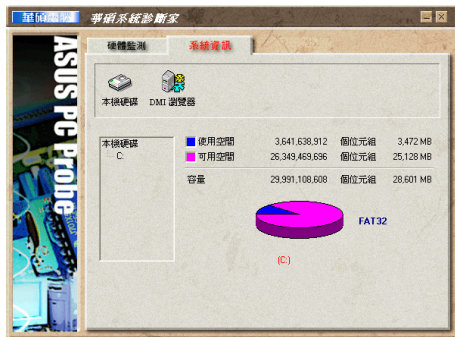 華碩電腦 華碩系統診斷家
ASUS PC Probe
硬體監測 系統資訊
本機硬碟 DMI 瀏覽器
本機硬碟
C:
使用空間 3,641,638,912 個位元組 3,472 MB
可用空間 26,349,469,696 個位元組 25,128 MB
容量 29,991,108,608 個位元組 28,601 MB
FAT32
(C:)